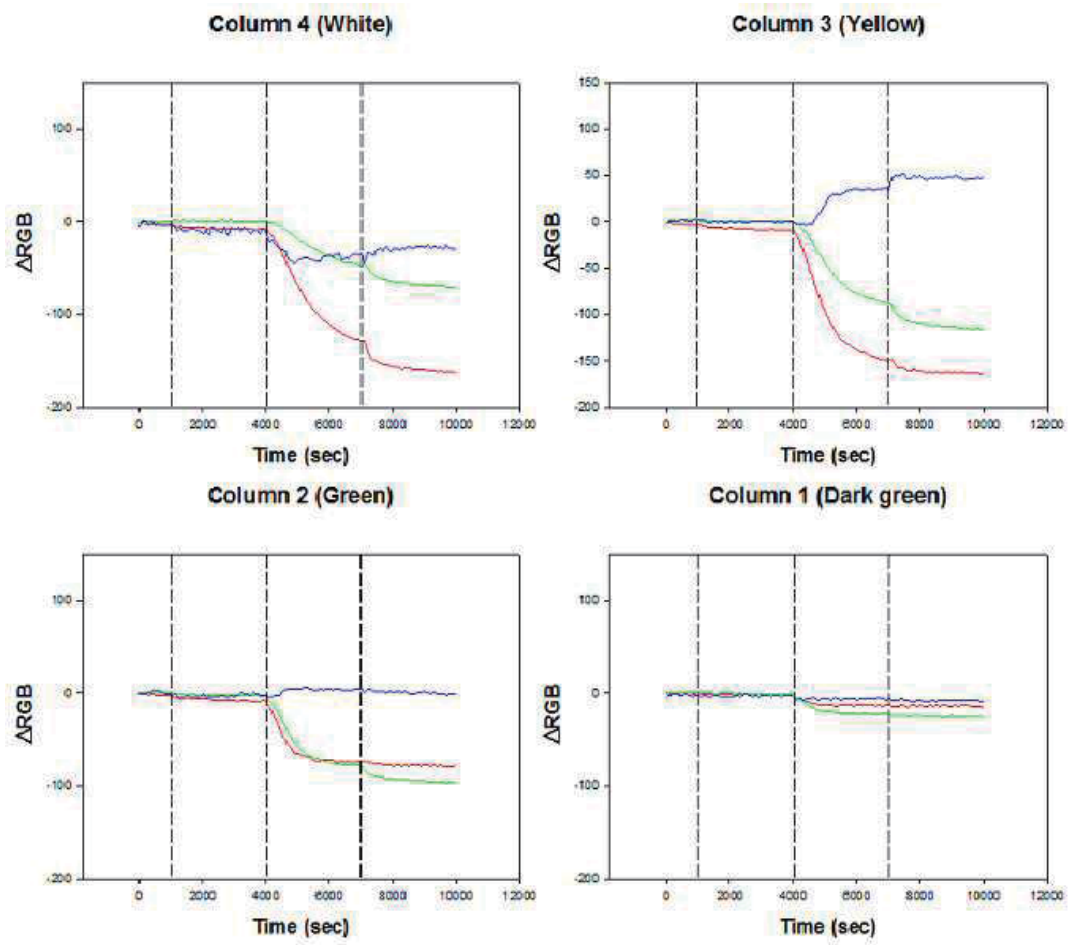 Column 4 (White)
100
0
-100
-200
ΔRGB
0 2000 4000 6000 8000 10000 12000
Time (sec)
Column 3 (Yellow)
150
100
50
0
-50
-100
-150
-200
ΔRGB
0 2000 4000 6000 8000 10000 12000
Time (sec)
Column 2 (Green)
100
0
-100
-200
ΔRGB
0 2000 4000 6000 8000 10000 12000
Time (sec)
Column 1 (Dark green)
100
0
-100
-200
ΔRGB
0 2000 4000 6000 8000 10000 12000
Time (sec)